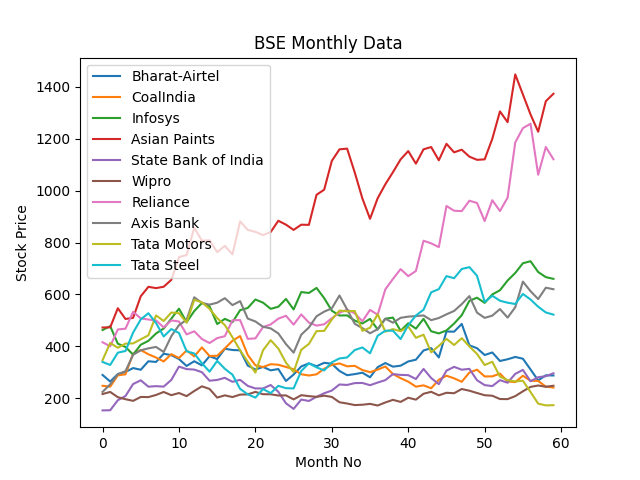 BSE Monthly Data
Bharat-Airtel
CoalIndia
Infosys
Asian Paints
State Bank of India
Wipro
Reliance
Axis Bank
Tata Motors
Tata Steel
Stock Price
1400
1200
1000
800
600
400
200
0 10 20 30 40 50 60
Month No